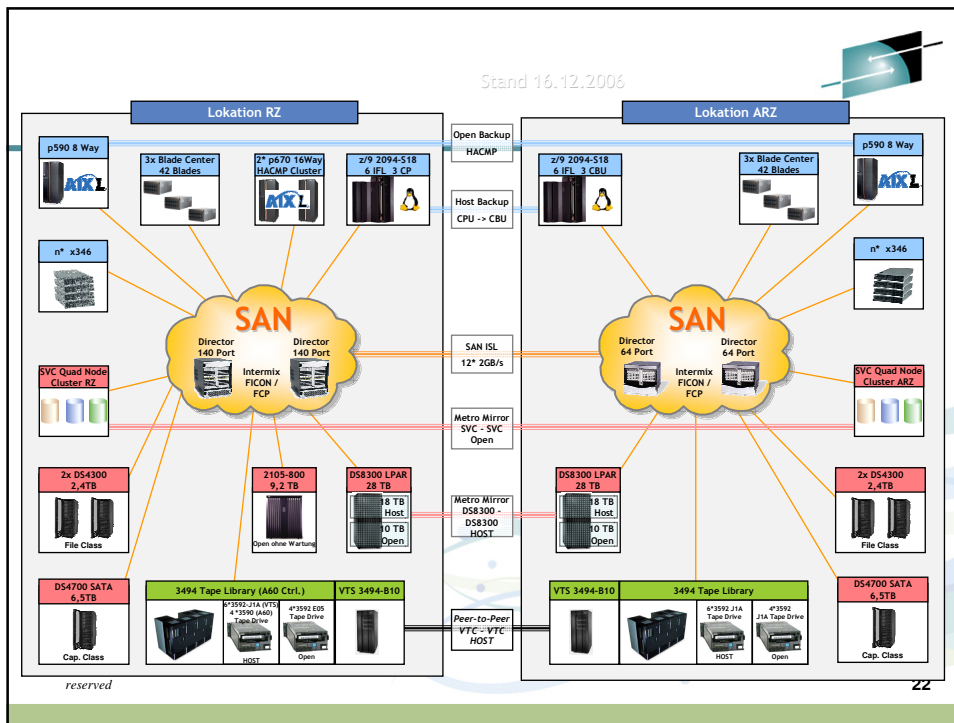 Stand 16.12.2006
Lokation RZ
Lokation ARZ
p590 8 Way
AIX L
3x Blade Center
42 Blades
2* p670 16Way
HACMP Cluster
AIX L
z/9 2094-S18
6 IFL 3 CP
Open Backup
HACMP
Host Backup
CPU -> CBU
z/9 2094-S18
6 IFL 3 CBU
3x Blade Center
42 Blades
p590 8 Way
AIX L
n* x346
n* x346
SAN
Director
140 Port
Director
140 Port
Intermix
FICON /
FCP
SAN ISL
12* 2GB/s
SAN
Director
64 Port
Director
64 Port
Intermix
FICON /
FCP
SVC Quad Node
Cluster RZ
Metro Mirror
SVC - SVC
Open
SVC Quad Node
Cluster ARZ
2x DS4300
2,4TB
File Class
2105-800
9,2 TB
Open ohne Wartung
DS8300 LPAR
28 TB
18 TB
Host
10 TB
Open
Metro Mirror
DS8300 -
DS8300
HOST
DS8300 LPAR
28 TB
18 TB
Host
10 TB
Open
2x DS4300
2,4TB
File Class
DS4700 SATA
6,5TB
Cap. Class
3494 Tape Library (A60 Ctrl.)
6*3592-J1A (VTS)
4 *3590 (A60)
Tape Drive
HOST
4*3592 E05
Tape Drive
Open
VTS 3494-B10
Peer-to-Peer
VTC - VTC
HOST
VTS 3494-B10
3494 Tape Library
6*3592 J1A
Tape Drive
HOST
4*3592
J1A Tape Drive
Open
DS4700 SATA
6,5TB
Cap. Class
reserved
22